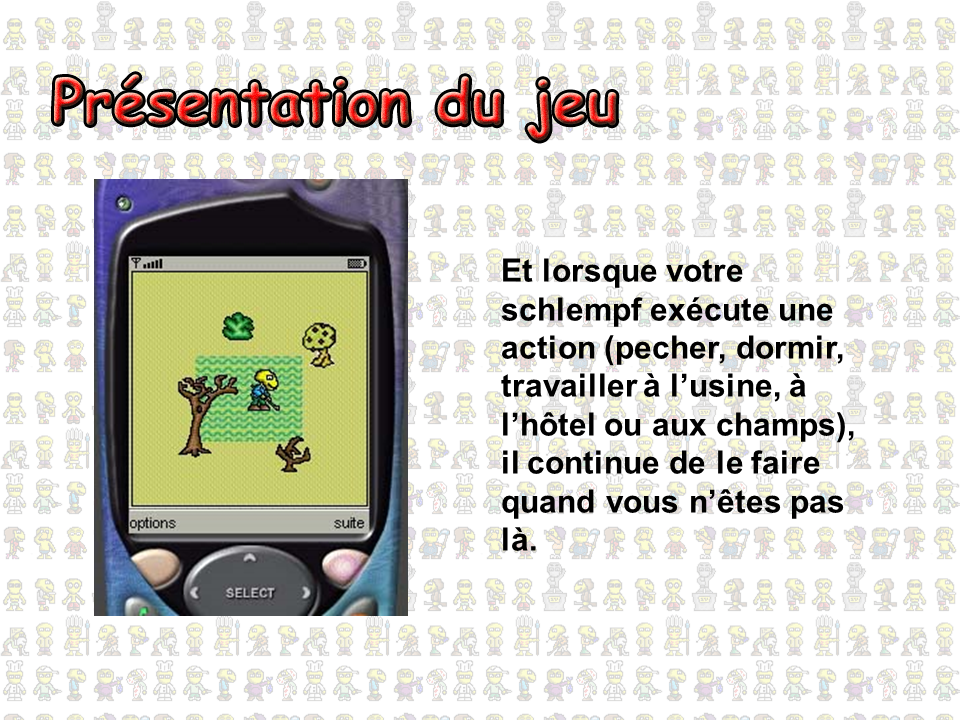 Présentation du jeu
Et lorsque votre
schlempf exécute une
action (pecher, dormir,
travailler à l’usine, à
l’hôtel ou aux champs),
il continue de le faire
quand vous n’êtes pas
là.
options suite
SELECT